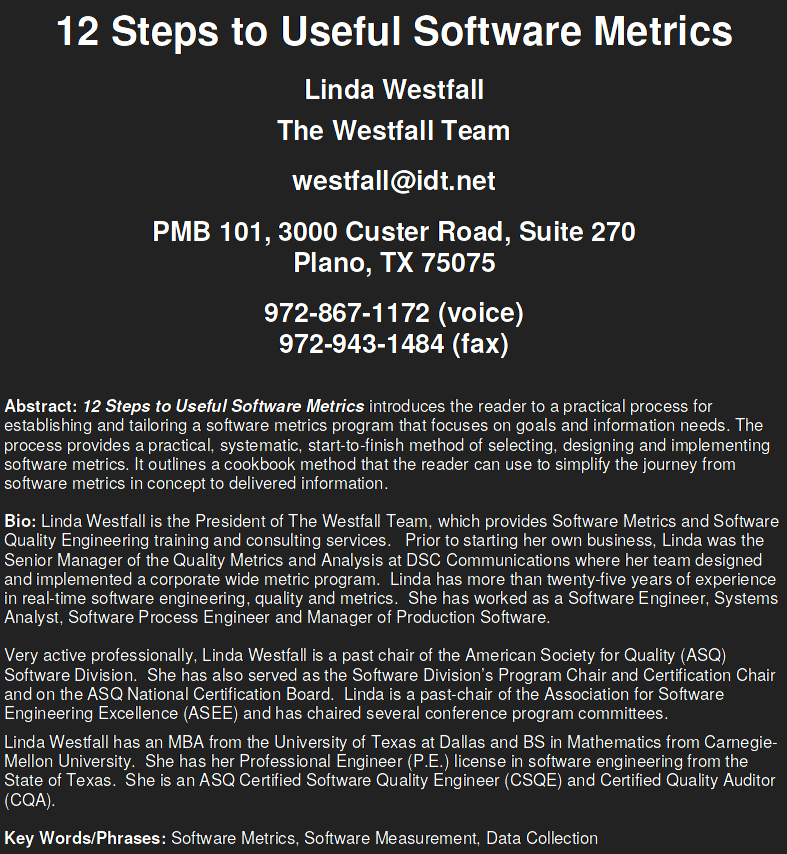 12 Steps to Useful Software Metrics
Linda Westfall
The Westfall Team
westfall@idt.net
PMB 101, 3000 Custer Road, Suite 270
Plano, TX 75075
972-867-1172 (voice)
972-943-1484 (fax)
Abstract: 12 Steps to Useful Software Metrics introduces the reader to a practical process for
establishing and tailoring a software metrics program that focuses on goals and information needs. The
process provides a practical, systematic, start-to-finish method of selecting, designing and implementing
software metrics. It outlines a cookbook method that the reader can use to simplify the journey from
software metrics in concept to delivered information.
Bio: Linda Westfall is the President of The Westfall Team, which provides Software Metrics and Software
Quality Engineering training and consulting services.   Prior to starting her own business, Linda was the
Senior Manager of the Quality Metrics and Analysis at DSC Communications where her team designed
and implemented a corporate wide metric program.  Linda has more than twenty-five years of experience
in real-time software engineering, quality and metrics.  She has worked as a Software Engineer, Systems
Analyst, Software Process Engineer and Manager of Production Software.
Very active professionally, Linda Westfall is a past chair of the American Society for Quality (ASQ)
Software Division.  She has also served as the Software Division's Program Chair and Certification Chair
and on the ASQ National Certification Board.  Linda is a past-chair of the Association for Software
Engineering Excellence (ASEE) and has chaired several conference program committees.
Linda Westfall has an MBA from the University of Texas at Dallas and BS in Mathematics from Carnegie-
Mellon University.  She has her Professional Engineer (P.E.) license in software engineering from the
State of Texas.  She is an ASQ Certified Software Quality Engineer (CSQE) and Certified Quality Auditor
(CQA).
Key Words/Phrases: Software Metrics, Software Measurement, Data Collection